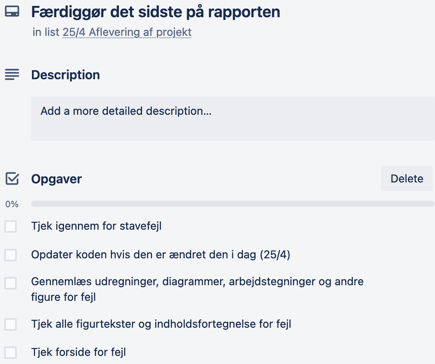 Færdiggør det sidste på rapporten
in list 25/4 Aflevering af projekt
Description
Add a more detailed description...
Opgaver
Delete
0%
Tjek igennem for stavefejl
Opdater koden hvis den er ændret den i dag (25/4)
Gennemlæs udregninger, diagrammer, arbejdstegninger og andre
figure for fejl
Tjek alle figurtekster og indholdsfortegnelse for fejl
Tjek forside for fejl